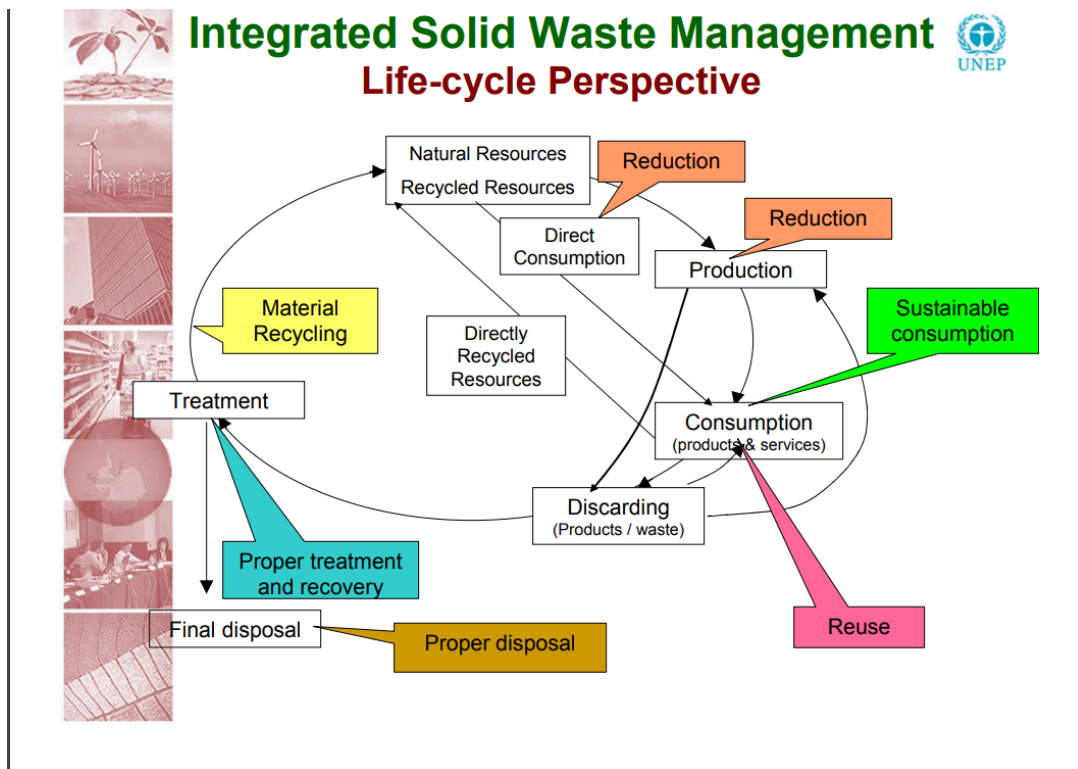 Integrated Solid Waste Management
Life-cycle Perspective
UNEP
Natural Resources
Recycled Resources
Reduction
Reduction
Direct
Consumption
Production
Material
Recycling
Directly
Recycled
Resources
Sustainable
consumption
Treatment
Consumption
(products & services)
Discarding
(Products / waste)
Proper treatment
and recovery
Final disposal
Proper disposal
Reuse